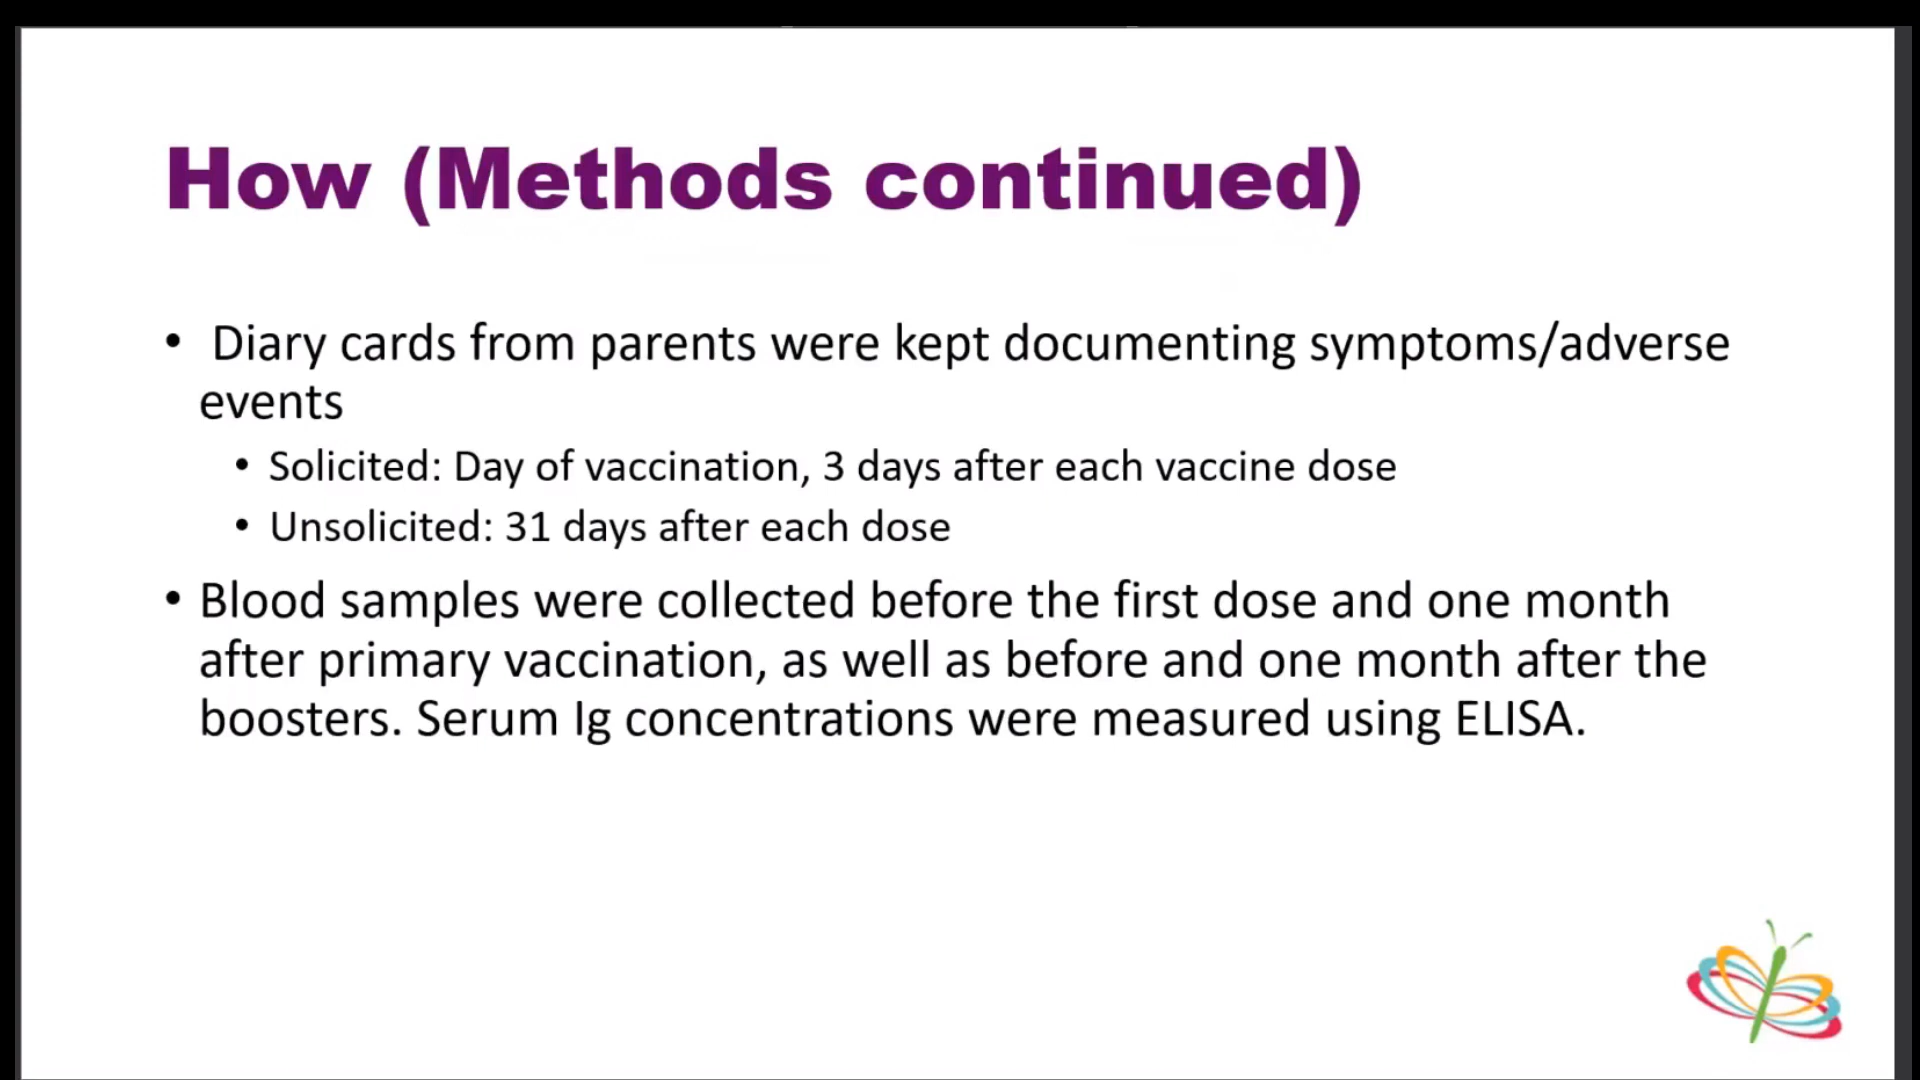 How (Methods continued)
• Diary cards from parents were kept documenting symptoms/adverse
events
• Solicited: Day of vaccination, 3 days after each vaccine dose
• Unsolicited: 31 days after each dose
• Blood samples were collected before the first dose and one month
after primary vaccination, as well as before and one month after the
boosters. Serum Ig concentrations were measured using ELISA.